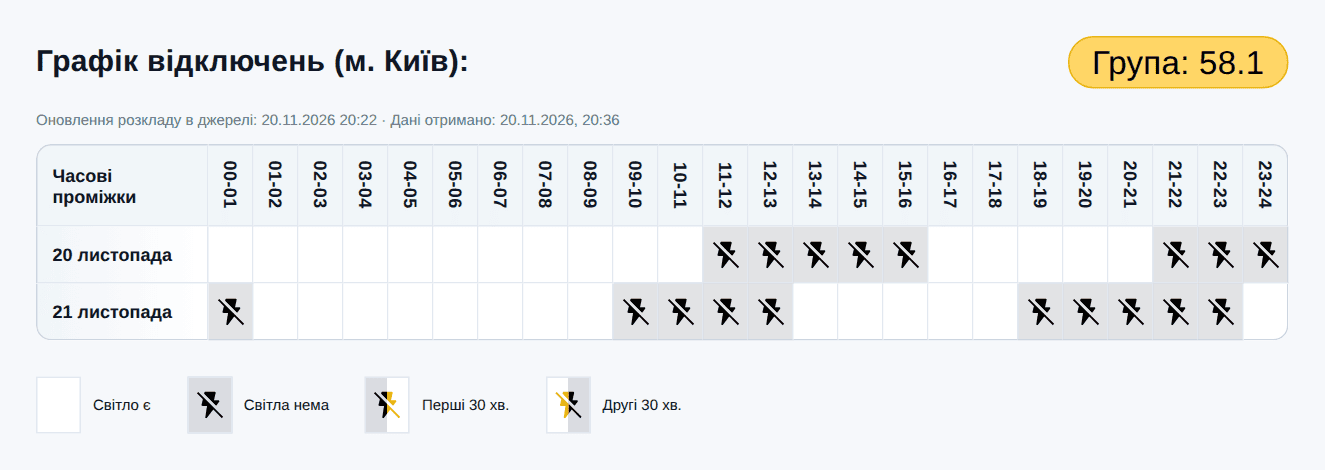 Графік відключень (м. Київ):
Група: 58.1
Оновлення розкладу в джерелі: 20.11.2026 20:22 · Дані отримано: 20.11.2026, 20:36
Часові
проміжки
00-01
01-02
02-03
03-04
04-05
05-06
06-07
07-08
08-09
09-10
10-11
11-12
12-13
13-14
14-15
15-16
16-17
17-18
18-19
19-20
20-21
21-22
22-23
23-24
20 листопада
21 листопада
Світло є
Світла нема
Перші 30 хв.
Другі 30 хв.